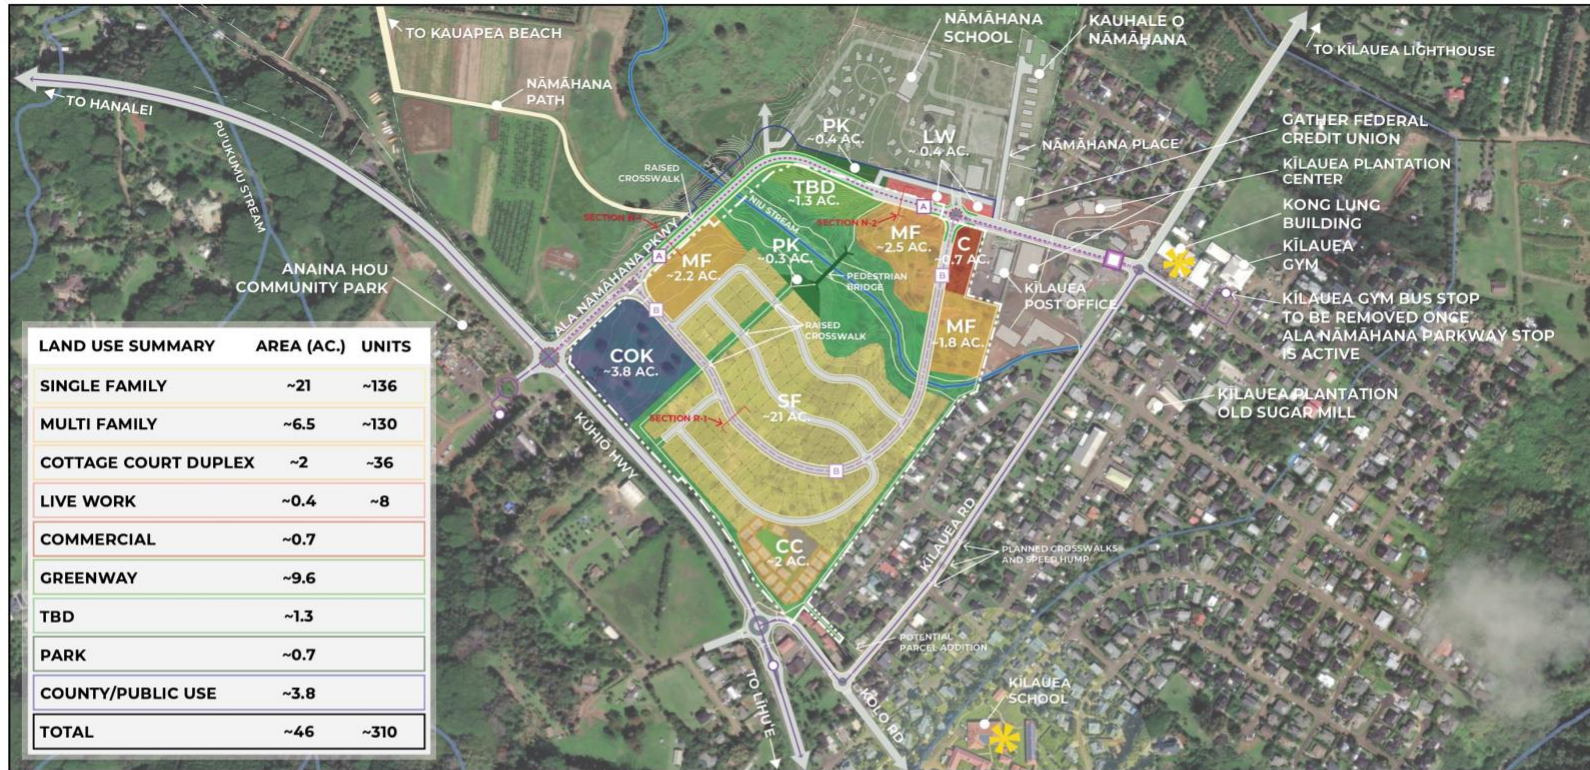 TO KAUAPEA BEACH
NĀMĀHANA
PATH
TO HANALEI
PU'UKUMU STREAM
NĀMĀHANA
SCHOOL
KAUHALE O
NĀMĀHANA
TO KĪLAUEA LIGHTHOUSE
PK
~0.4 AC.
LW
~ 0.4 AC.
NĀMĀHANA PLACE
GATHER FEDERAL
CREDIT UNION
KĪLAUEA PLANTATION
CENTER
KONG LUNG
BUILDING
KĪLAUEA
GYM
RAISED
CROSSWALK
SECTION N-1
TBD
~1.3 AC.
SECTION N-2
A
NIU STREAM
MF
~2.5 AC.
C
~0.7 AC.
A
MF
~2.2 AC.
PK
~0.3 AC.
PEDESTRIAN
BRIDGE
B
KĪLAUEA
POST OFFICE
ANAINA HOU
COMMUNITY PARK
ALA NĀMĀHANA PKWY
B
RAISED
CROSSWALK
MF
~1.8 AC.
KĪLAUEA GYM BUS STOP
TO BE REMOVED ONCE
ALA NĀMĀHANA PARKWAY STOP
IS ACTIVE
COK
~3.8 AC.
SF
~21 AC.
SECTION R-1
KĪLAUEA PLANTATION
OLD SUGAR MILL
KŪHIŌ HWY
B
KĪLAUEA RD
CC
~2 AC.
PLANNED CROSSWALKS
AND SPEED HUMP
POTENTIAL
PARCEL ADDITION
TO LĪHU'E
KOLO RD
KĪLAUEA
SCHOOL
LAND USE SUMMARY AREA (AC.) UNITS
SINGLE FAMILY ~21 ~136
MULTI FAMILY ~6.5 ~130
COTTAGE COURT DUPLEX ~2 ~36
LIVE WORK ~0.4 ~8
COMMERCIAL ~0.7
GREENWAY ~9.6
TBD ~1.3
PARK ~0.7
COUNTY/PUBLIC USE ~3.8
TOTAL ~46 ~310